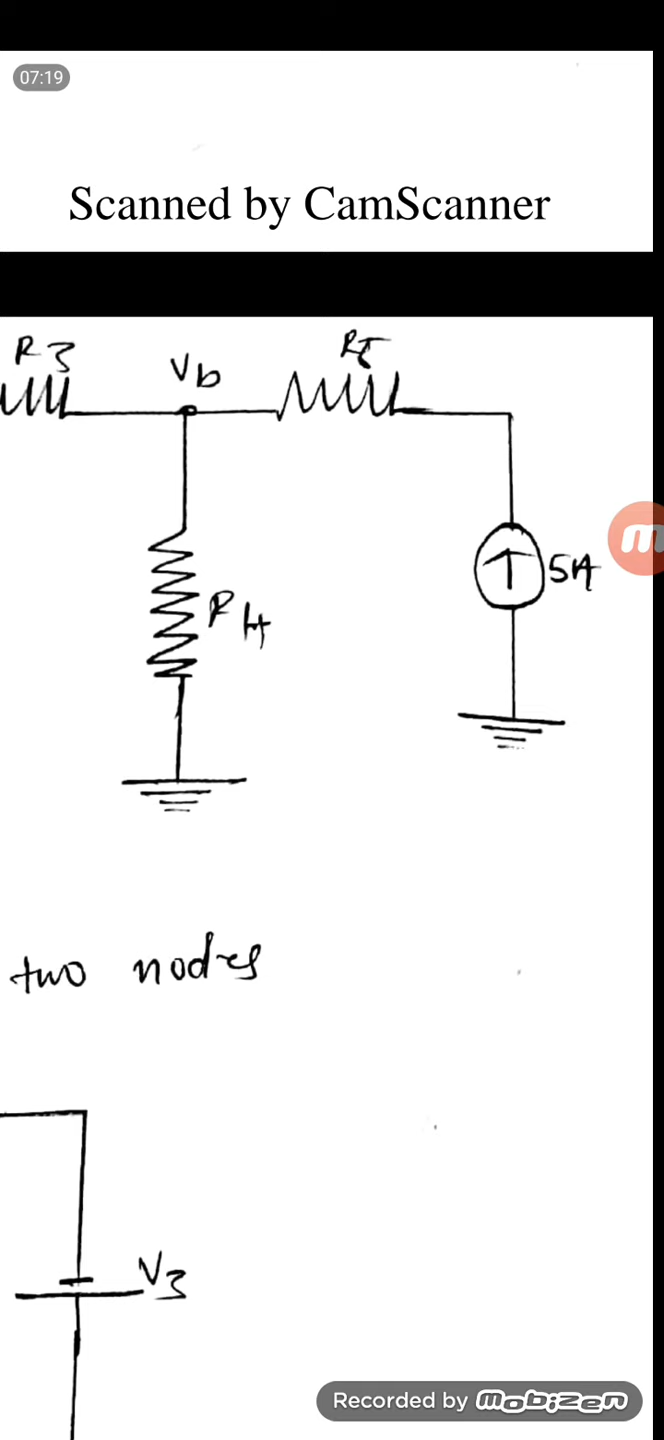 07:19
Scanned by CamScanner
R3
Vb
R5
5A
R4
two nodes
V3
Recorded by mobizen